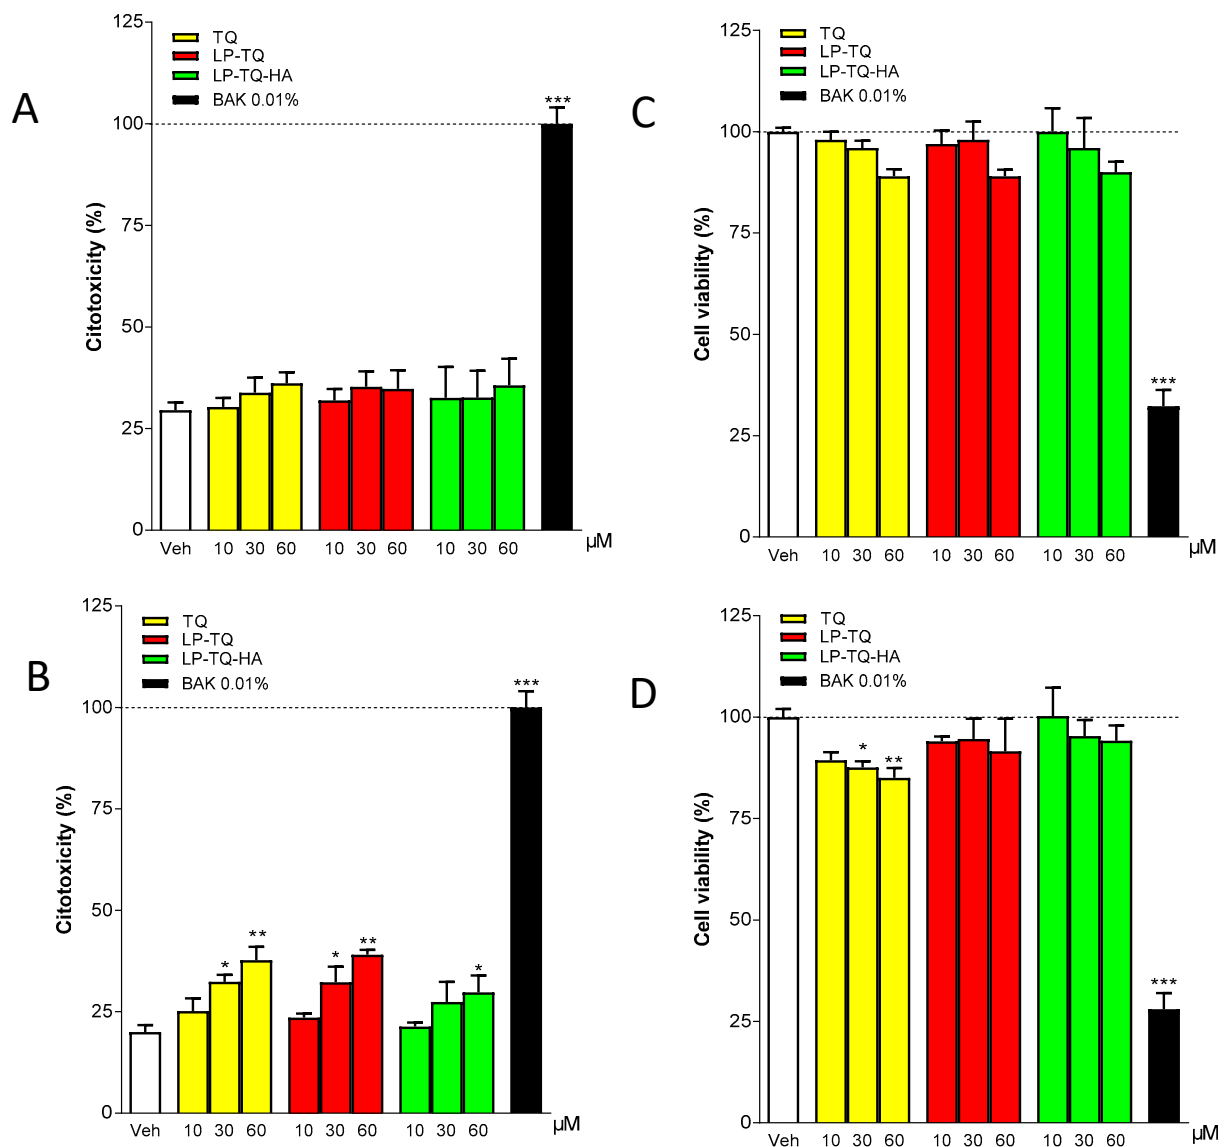 A
125
100
75
50
25
0
Citotoxicity (%)
TQ
LP-TQ
LP-TQ-HA
BAK 0.01%
***
Veh 10 30 60 10 30 60 10 30 60 µM
C
125
100
75
50
25
0
Cell viability (%)
TQ
LP-TQ
LP-TQ-HA
BAK 0.01%
***
Veh 10 30 60 10 30 60 10 30 60 µM
B
125
100
75
50
25
0
Citotoxicity (%)
TQ
LP-TQ
LP-TQ-HA
BAK 0.01%
* ** * ** * ***
Veh 10 30 60 10 30 60 10 30 60 µM
D
125
100
75
50
25
0
Cell viability (%)
TQ
LP-TQ
LP-TQ-HA
BAK 0.01%
* ** ***
Veh 10 30 60 10 30 60 10 30 60 µM